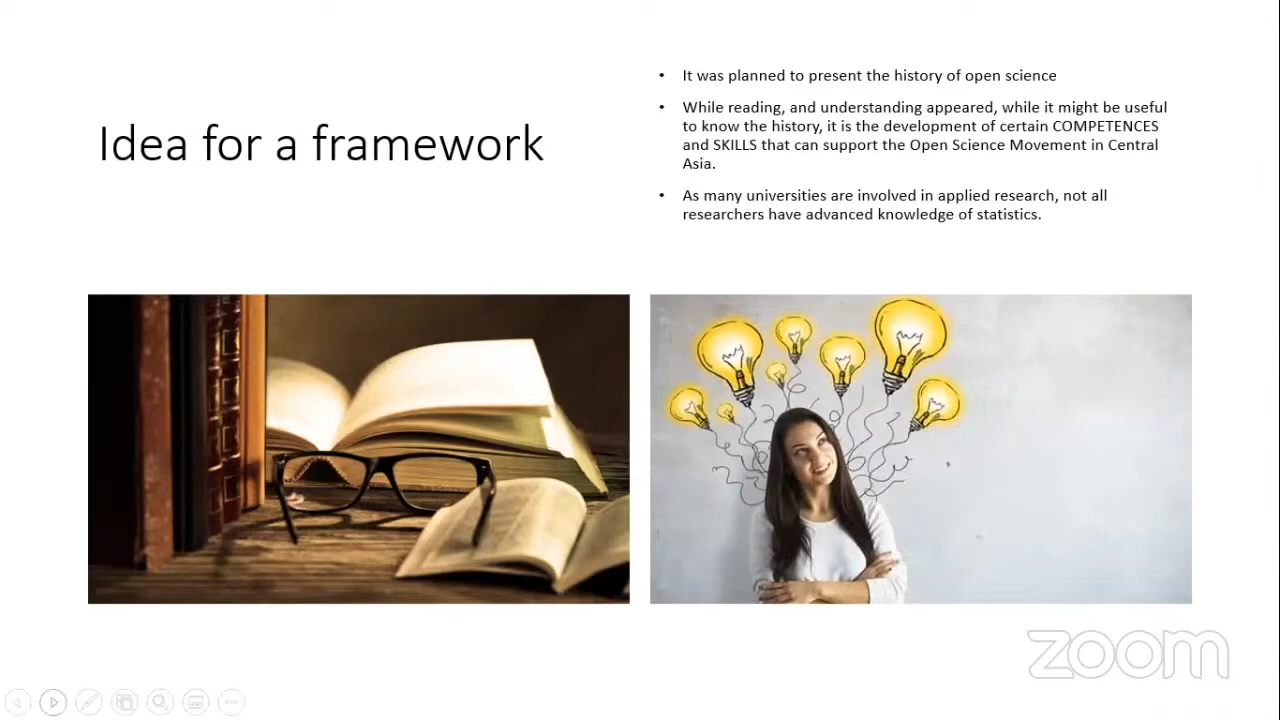 Idea for a framework
• It was planned to present the history of open science
• While reading, and understanding appeared, while it might be useful
to know the history, it is the development of certain COMPETENCES
and SKILLS that can support the Open Science Movement in Central
Asia.
• As many universities are involved in applied research, not all
researchers have advanced knowledge of statistics.
zoom